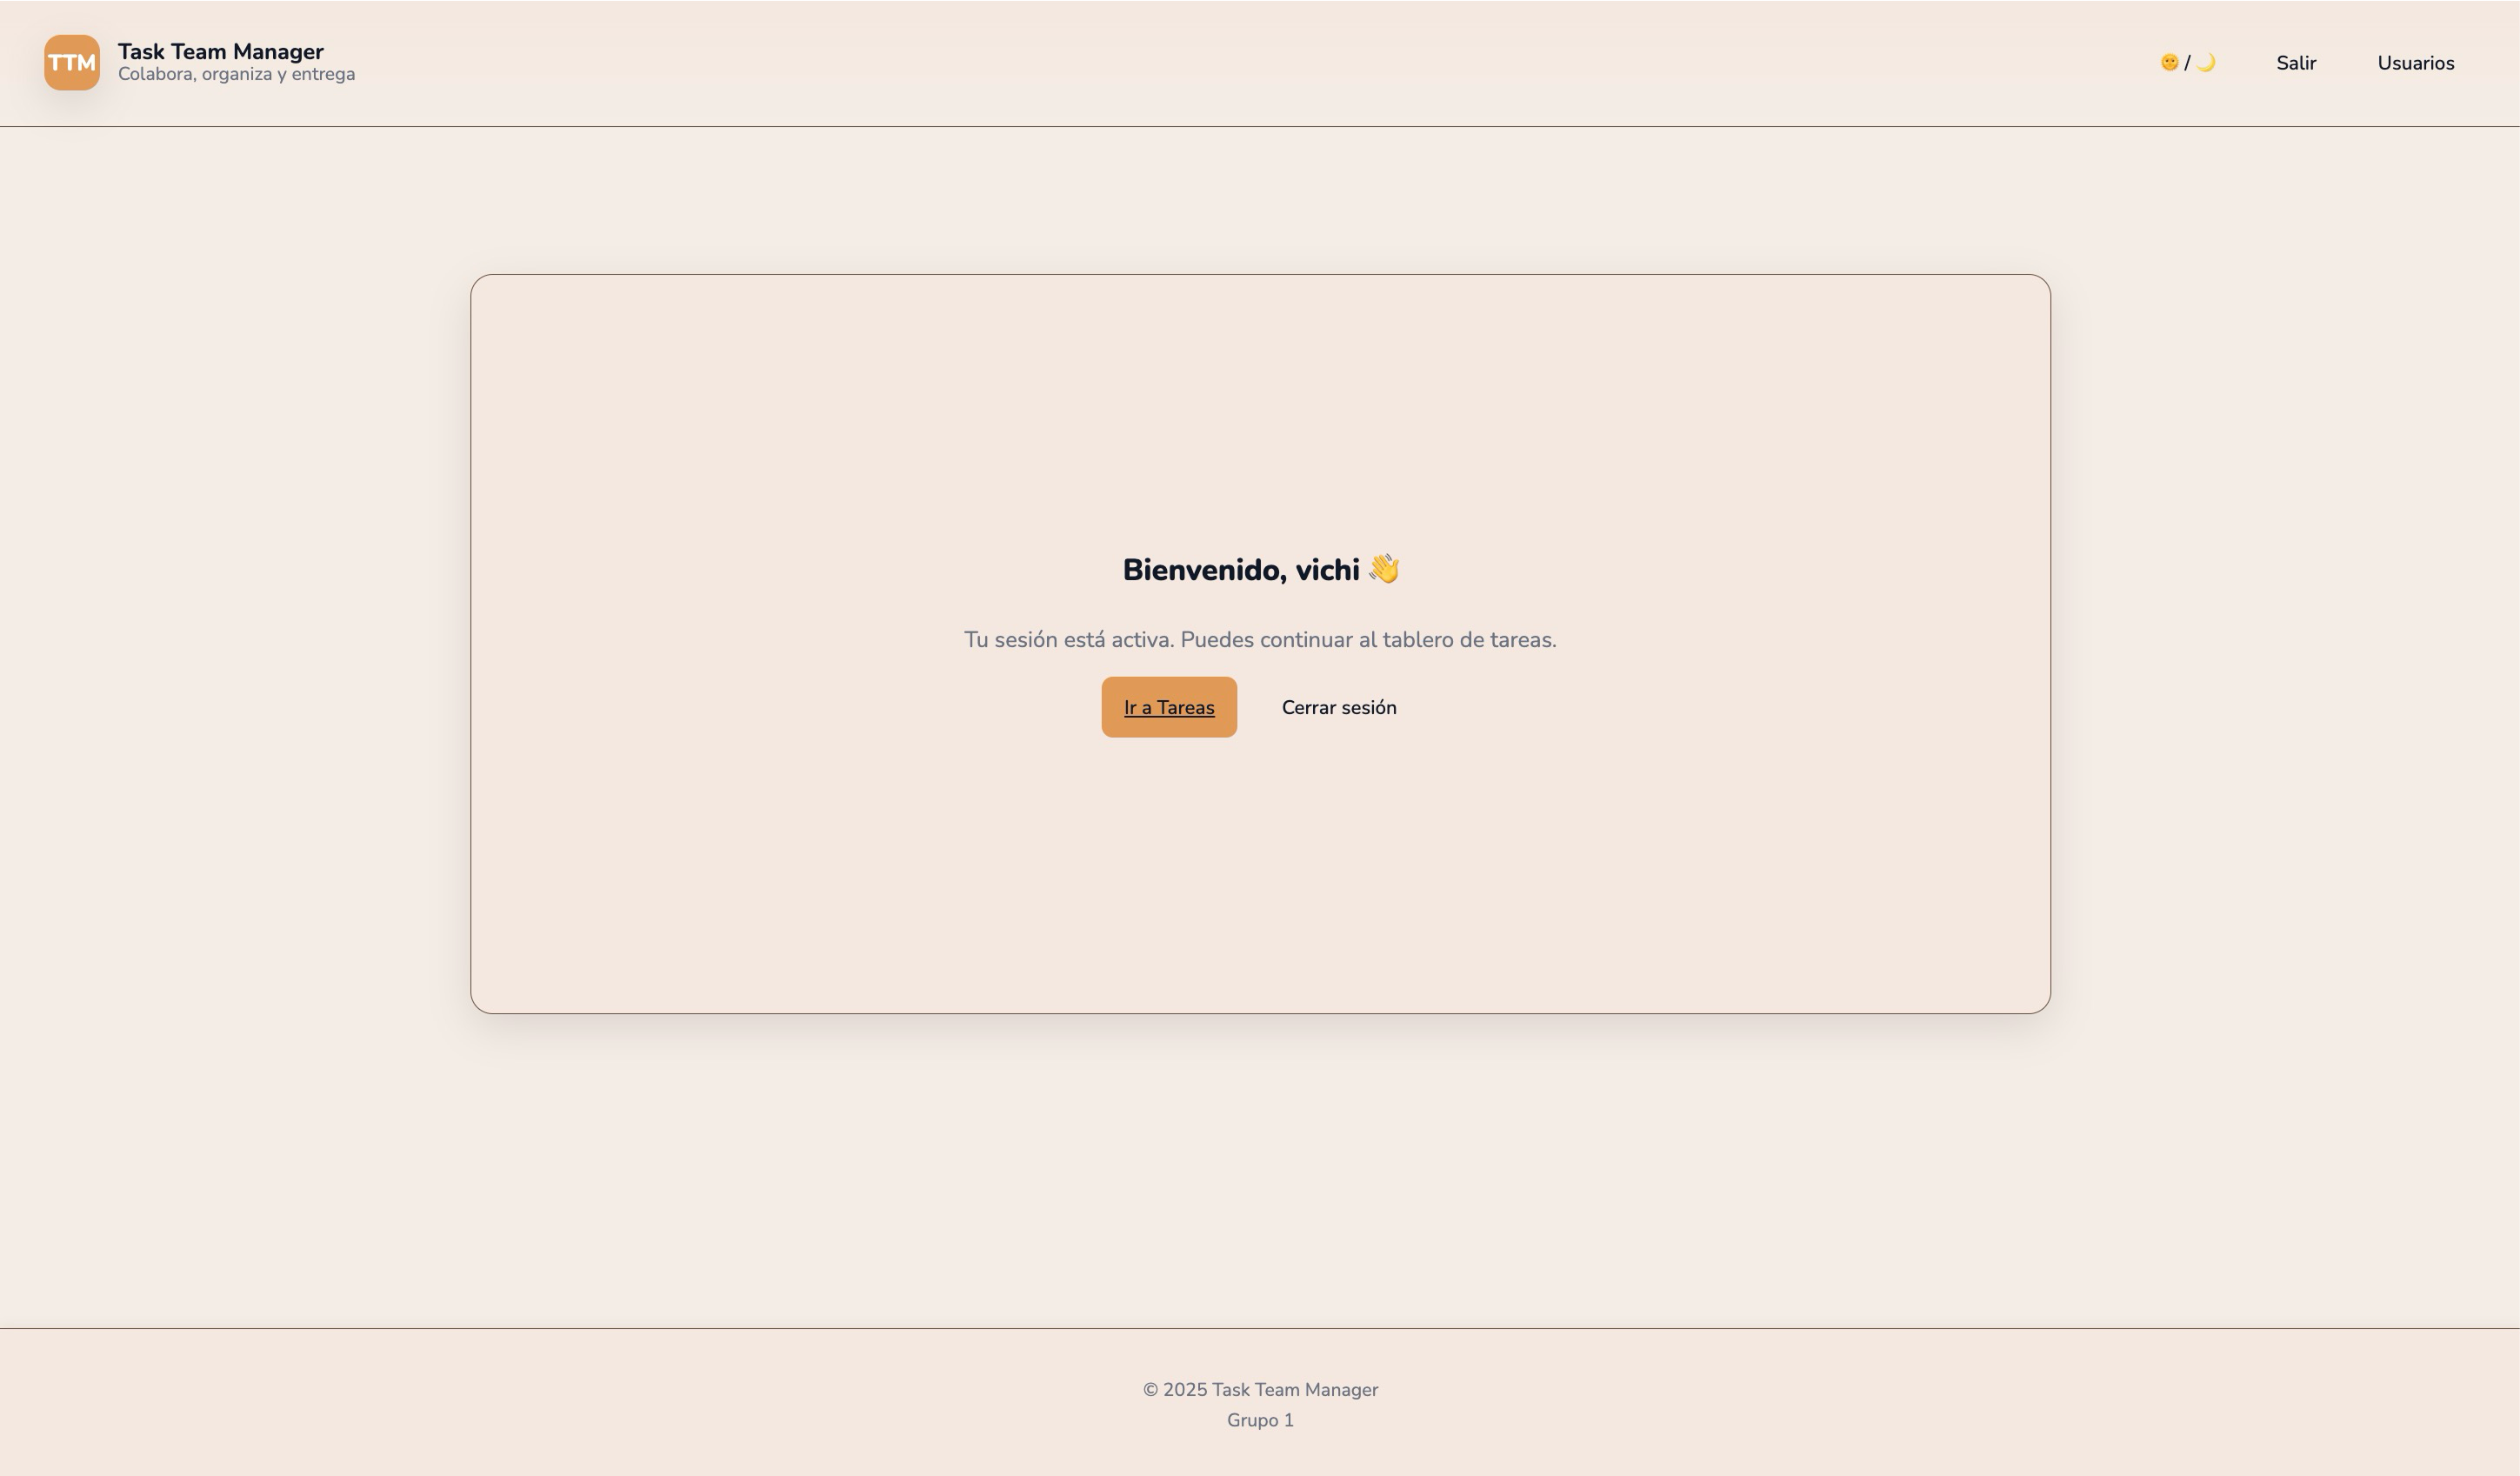 TTM
Task Team Manager
Colabora, organiza y entrega
🌞 / 🌙
Salir
Usuarios
Bienvenido, vichi 👋
Tu sesión está activa. Puedes continuar al tablero de tareas.
Ir a Tareas
Cerrar sesión
© 2025 Task Team Manager
Grupo 1